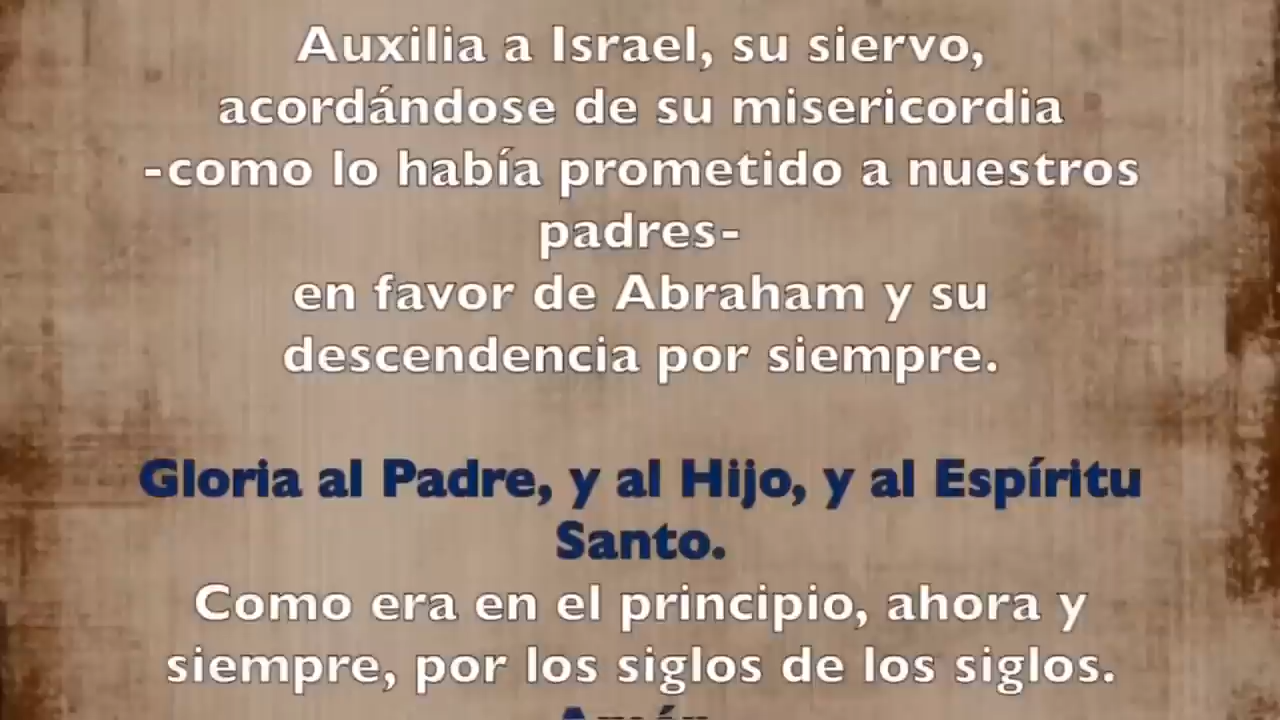 Auxilia a Israel, su siervo,
acordándose de su misericordia
-como lo había prometido a nuestros
padres-
en favor de Abraham y su
descendencia por siempre.
Gloria al Padre, y al Hijo, y al Espíritu
Santo.
Como era en el principio, ahora y
siempre, por los siglos de los siglos.